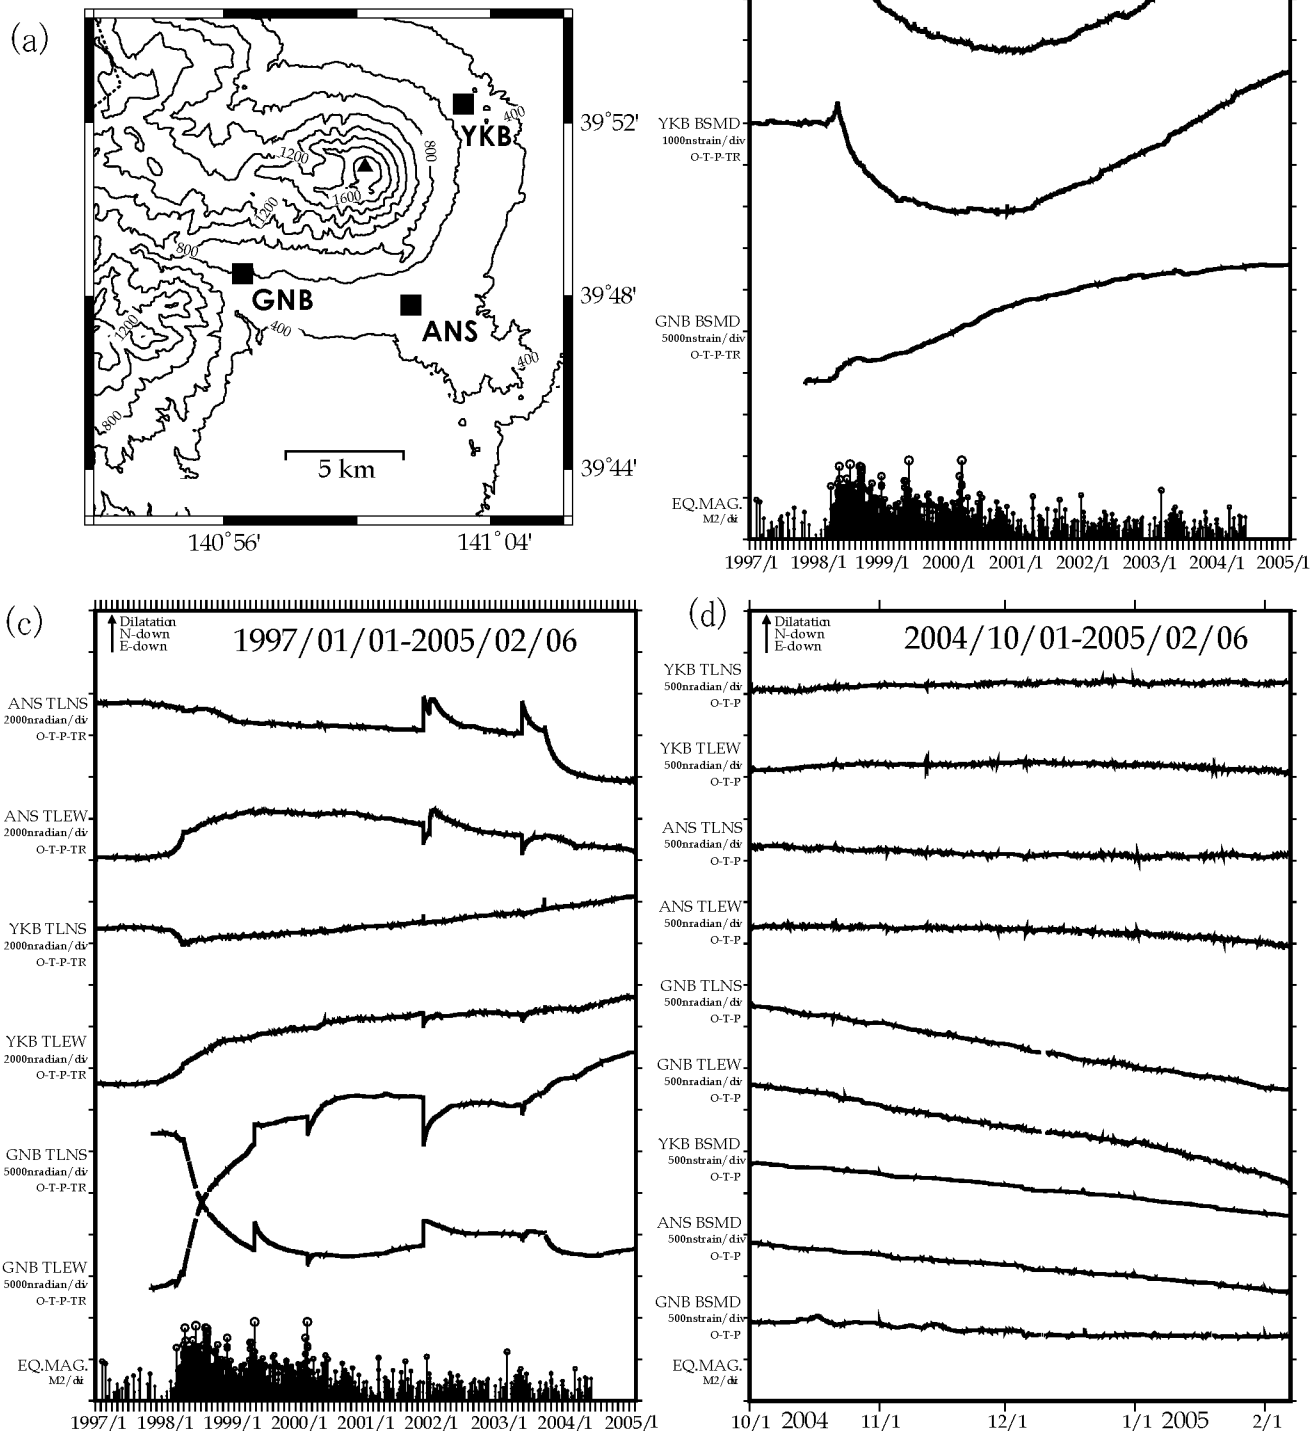 (a)
1200
1600
1200
800
800
400
YKB
GNB
ANS
400
400
1200
800
5 km
39°52'
39°48'
39°44'
140°56'
141°04'
YKB BSMD
1000nstrain/div
O-T-P-TR
GNB BSMD
5000nstrain/div
O-T-P-TR
EQ.MAG.
M2/div
1997/1 1998/1 1999/1 2000/1 2001/1 2002/1 2003/1 2004/1 2005/1
(c)
Dilatation
N-down
E-down
1997/01/01-2005/02/06
ANS TLNS
2000nradian/div
O-T-P-TR
ANS TLEW
2000nradian/div
O-T-P-TR
YKB TLNS
2000nradian/div
O-T-P-TR
YKB TLEW
2000nradian/div
O-T-P-TR
GNB TLNS
5000nradian/div
O-T-P-TR
GNB TLEW
5000nradian/div
O-T-P-TR
EQ.MAG.
M2/div
1997/1 1998/1 1999/1 2000/1 2001/1 2002/1 2003/1 2004/1 2005/1
(d)
Dilatation
N-down
E-down
2004/10/01-2005/02/06
YKB TLNS
500nradian/div
O-T-P
YKB TLEW
500nradian/div
O-T-P
ANS TLNS
500nradian/div
O-T-P
ANS TLEW
500nradian/div
O-T-P
GNB TLNS
500nradian/div
O-T-P
GNB TLEW
500nradian/div
O-T-P
YKB BSMD
500nstrain/div
O-T-P
ANS BSMD
500nstrain/div
O-T-P
GNB BSMD
500nstrain/div
O-T-P
EQ.MAG.
M2/div
10/1 2004 11/1 12/1 1/1 2005 2/1